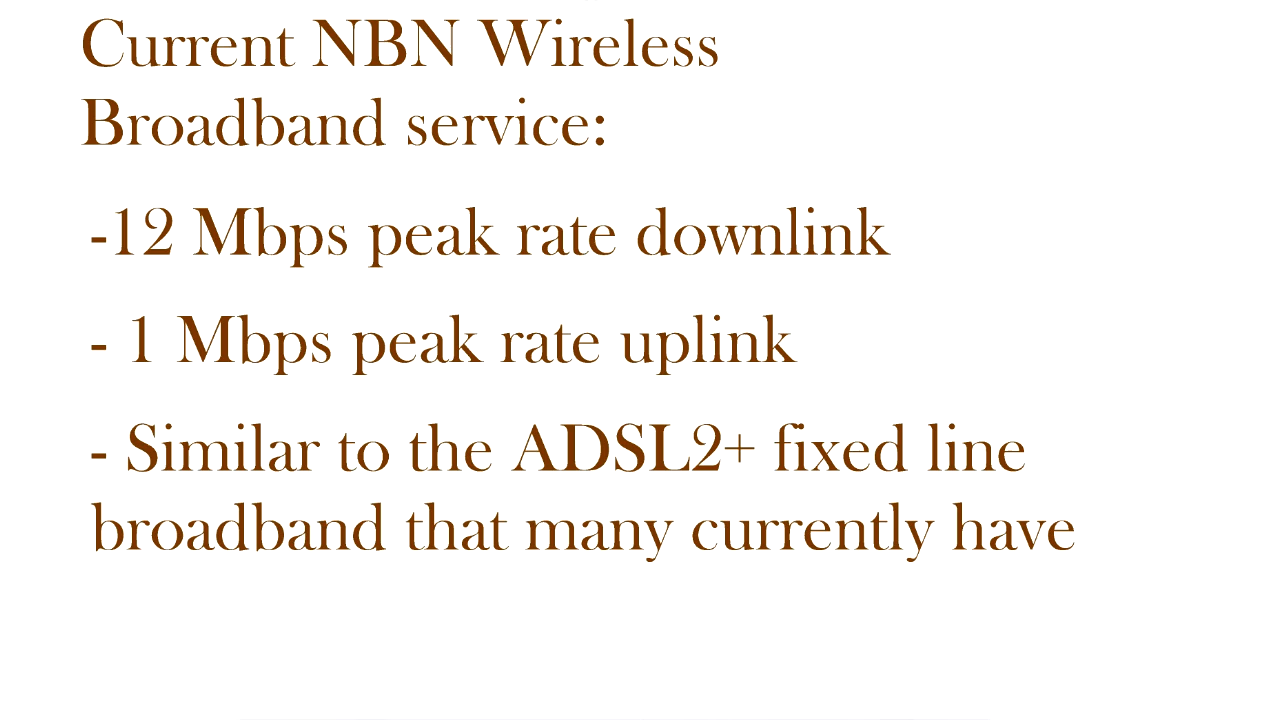 Current NBN Wireless
Broadband service:
-12 Mbps peak rate downlink
- 1 Mbps peak rate uplink
- Similar to the ADSL2+ fixed line
broadband that many currently have